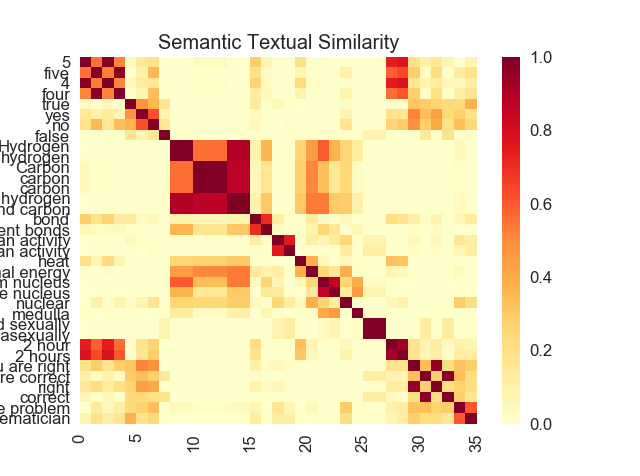 Semantic Textual Similarity
5
five
4
four
true
yes
no
false
Hydrogen
hydrogen
Carbon
carbon
carbon
hydrogen
nd carbon
bond
ent bonds
an activity
an activity
heat
nal energy
m nucleds
e nucleus
nuclear
medulla
d sexually
asexually
2 hour
2 hours
u are right
are correct
right
correct
e problem
ematician
0
5
10
15
20
25
30
35
1.0
0.8
0.6
0.4
0.2
0.0